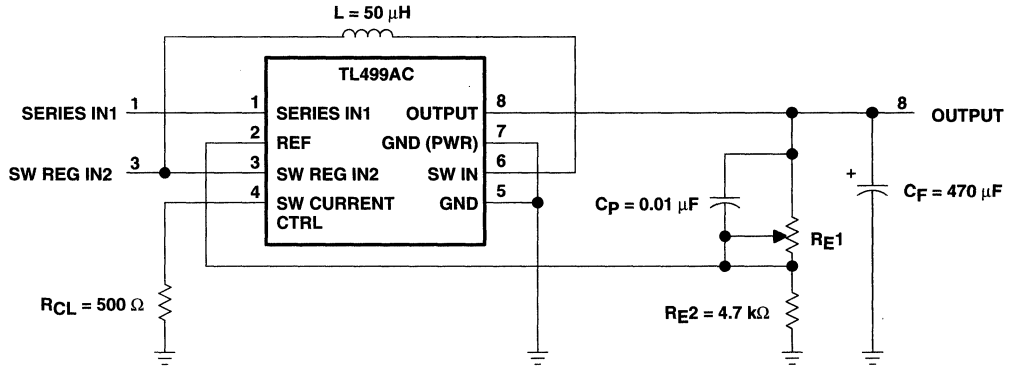 L = 50 μH
TL499AC
SERIES IN1
1
1
SERIES IN1
OUTPUT
8
8
OUTPUT
2
REF
GND (PWR)
7
SW REG IN2
3
3
SW REG IN2
SW IN
6
4
SW CURRENT
CTRL
GND
5
CP = 0.01 μF
+
CF = 470 μF
RE1
RCL = 500 Ω
RE2 = 4.7 kΩ